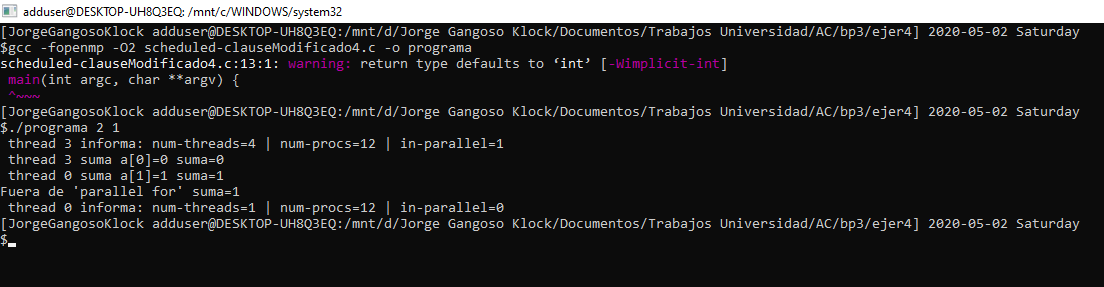 adduser@DESKTOP-UH8Q3EQ: /mnt/c/WINDOWS/system32
[JorgeGangosoKlock adduser@DESKTOP-UH8Q3EQ:/mnt/d/Jorge Gangoso Klock/Documentos/Trabajos Universidad/AC/bp3/ejer4] 2020-05-02 Saturday
$gcc -fopenmp -O2 scheduled-clauseModificado4.c -o programa
scheduled-clauseModificado4.c:13:1: warning: return type defaults to ‘int’ [-Wimplicit-int]
 main(int argc, char **argv) {
 ^~~~
[JorgeGangosoKlock adduser@DESKTOP-UH8Q3EQ:/mnt/d/Jorge Gangoso Klock/Documentos/Trabajos Universidad/AC/bp3/ejer4] 2020-05-02 Saturday
$./programa 2 1
 thread 3 informa: num-threads=4 | num-procs=12 | in-parallel=1
 thread 3 suma a[0]=0 suma=0
 thread 0 suma a[1]=1 suma=1
Fuera de 'parallel for' suma=1
 thread 0 informa: num-threads=1 | num-procs=12 | in-parallel=0
[JorgeGangosoKlock adduser@DESKTOP-UH8Q3EQ:/mnt/d/Jorge Gangoso Klock/Documentos/Trabajos Universidad/AC/bp3/ejer4] 2020-05-02 Saturday
$